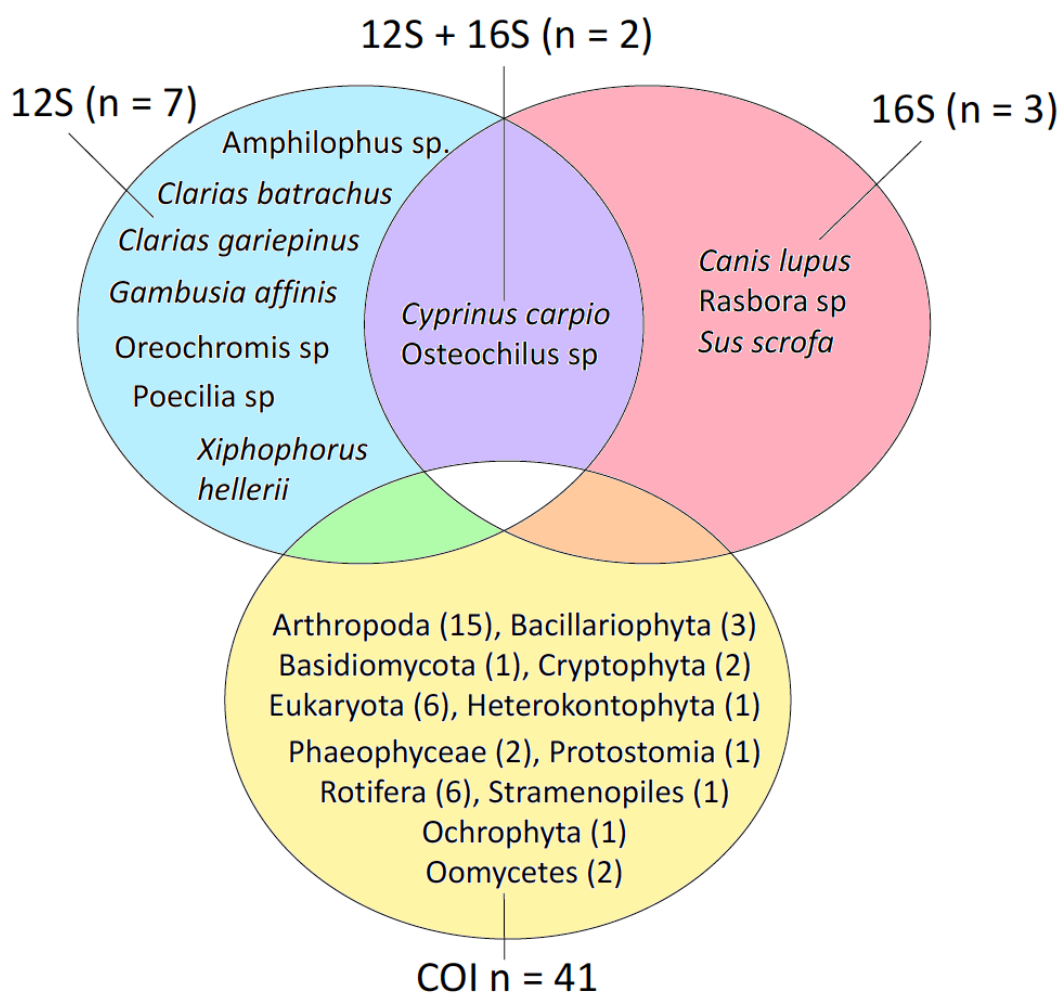 12S + 16S (n = 2)
12S (n = 7)
16S (n = 3)
Amphilophus sp.
Clarias batrachus
Clarias gariepinus
Gambusia affinis
Oreochromis sp
Poecilia sp
Xiphophorus
hellerii
Cyprinus carpio
Osteochilus sp
Canis lupus
Rasbora sp
Sus scrofa
Arthropoda (15), Bacillariophyta (3)
Basidiomycota (1), Cryptophyta (2)
Eukaryota (6), Heterokontophyta (1)
Phaeophyceae (2), Protostomia (1)
Rotifera (6), Stramenopiles (1)
Ochrophyta (1)
Oomycetes (2)
COI n = 41